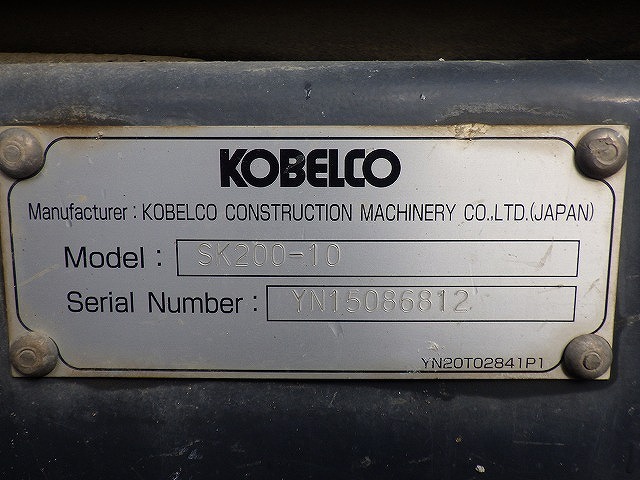 KOBELCO
Manufacturer : KOBELCO CONSTRUCTION MACHINERY CO.,LTD.(JAPAN)
Model : SK200-10
Serial Number : YN15086812
YN20T02841P1